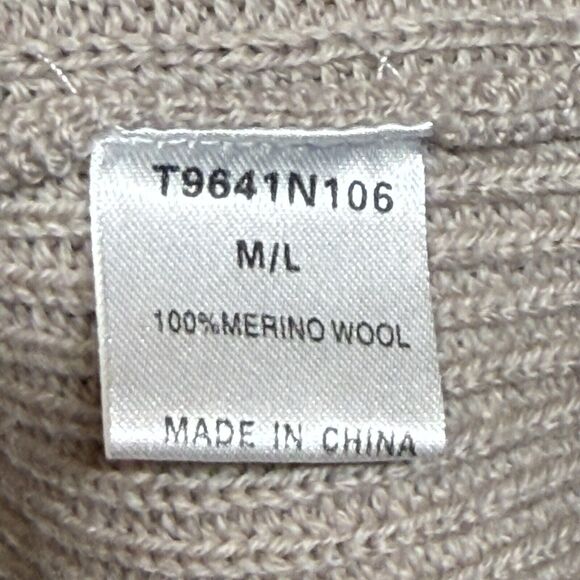 T9641N106
M/L
100%MERINO WOOL
MADE IN CHINA